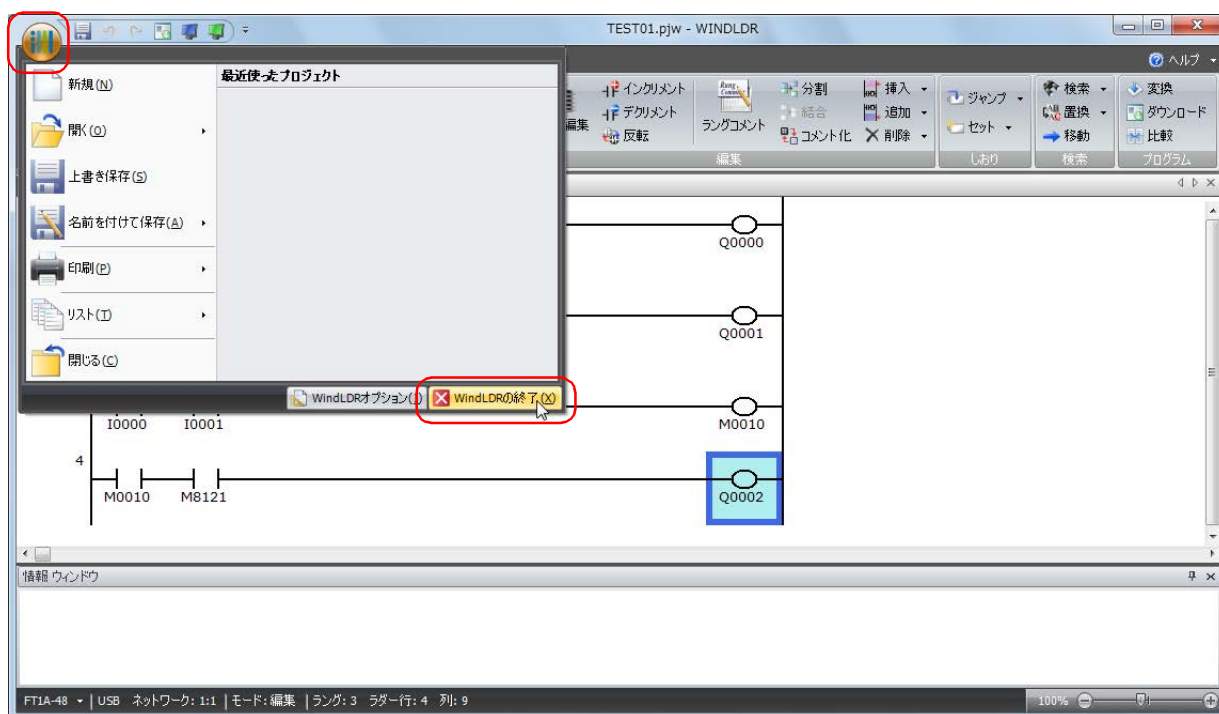 TEST01.pjw - WINDLDR
ヘルプ
新規(N)
開く(O)
上書き保存(S)
名前を付けて保存(A)
印刷(P)
リスト(T)
閉じる(C)
最近使ったプロジェクト
WindLDRオプション(I) WindLDRの終了(X)
編集
インクリメント
デクリメント
反転
ラングコメント
分割
結合
コメント化
挿入
追加
削除
編集
ジャンプ
セット
しおり
検索
置換
移動
検索
変換
ダウンロード
比較
プログラム
Q0000
Q0001
I0000 I0001 M0010
4
M0010 M8121 Q0002
情報 ウィンドウ
FT1A-48 | USB ネットワーク: 1:1 | モード: 編集 | ラング: 3 ラダー行: 4 列: 9
100%